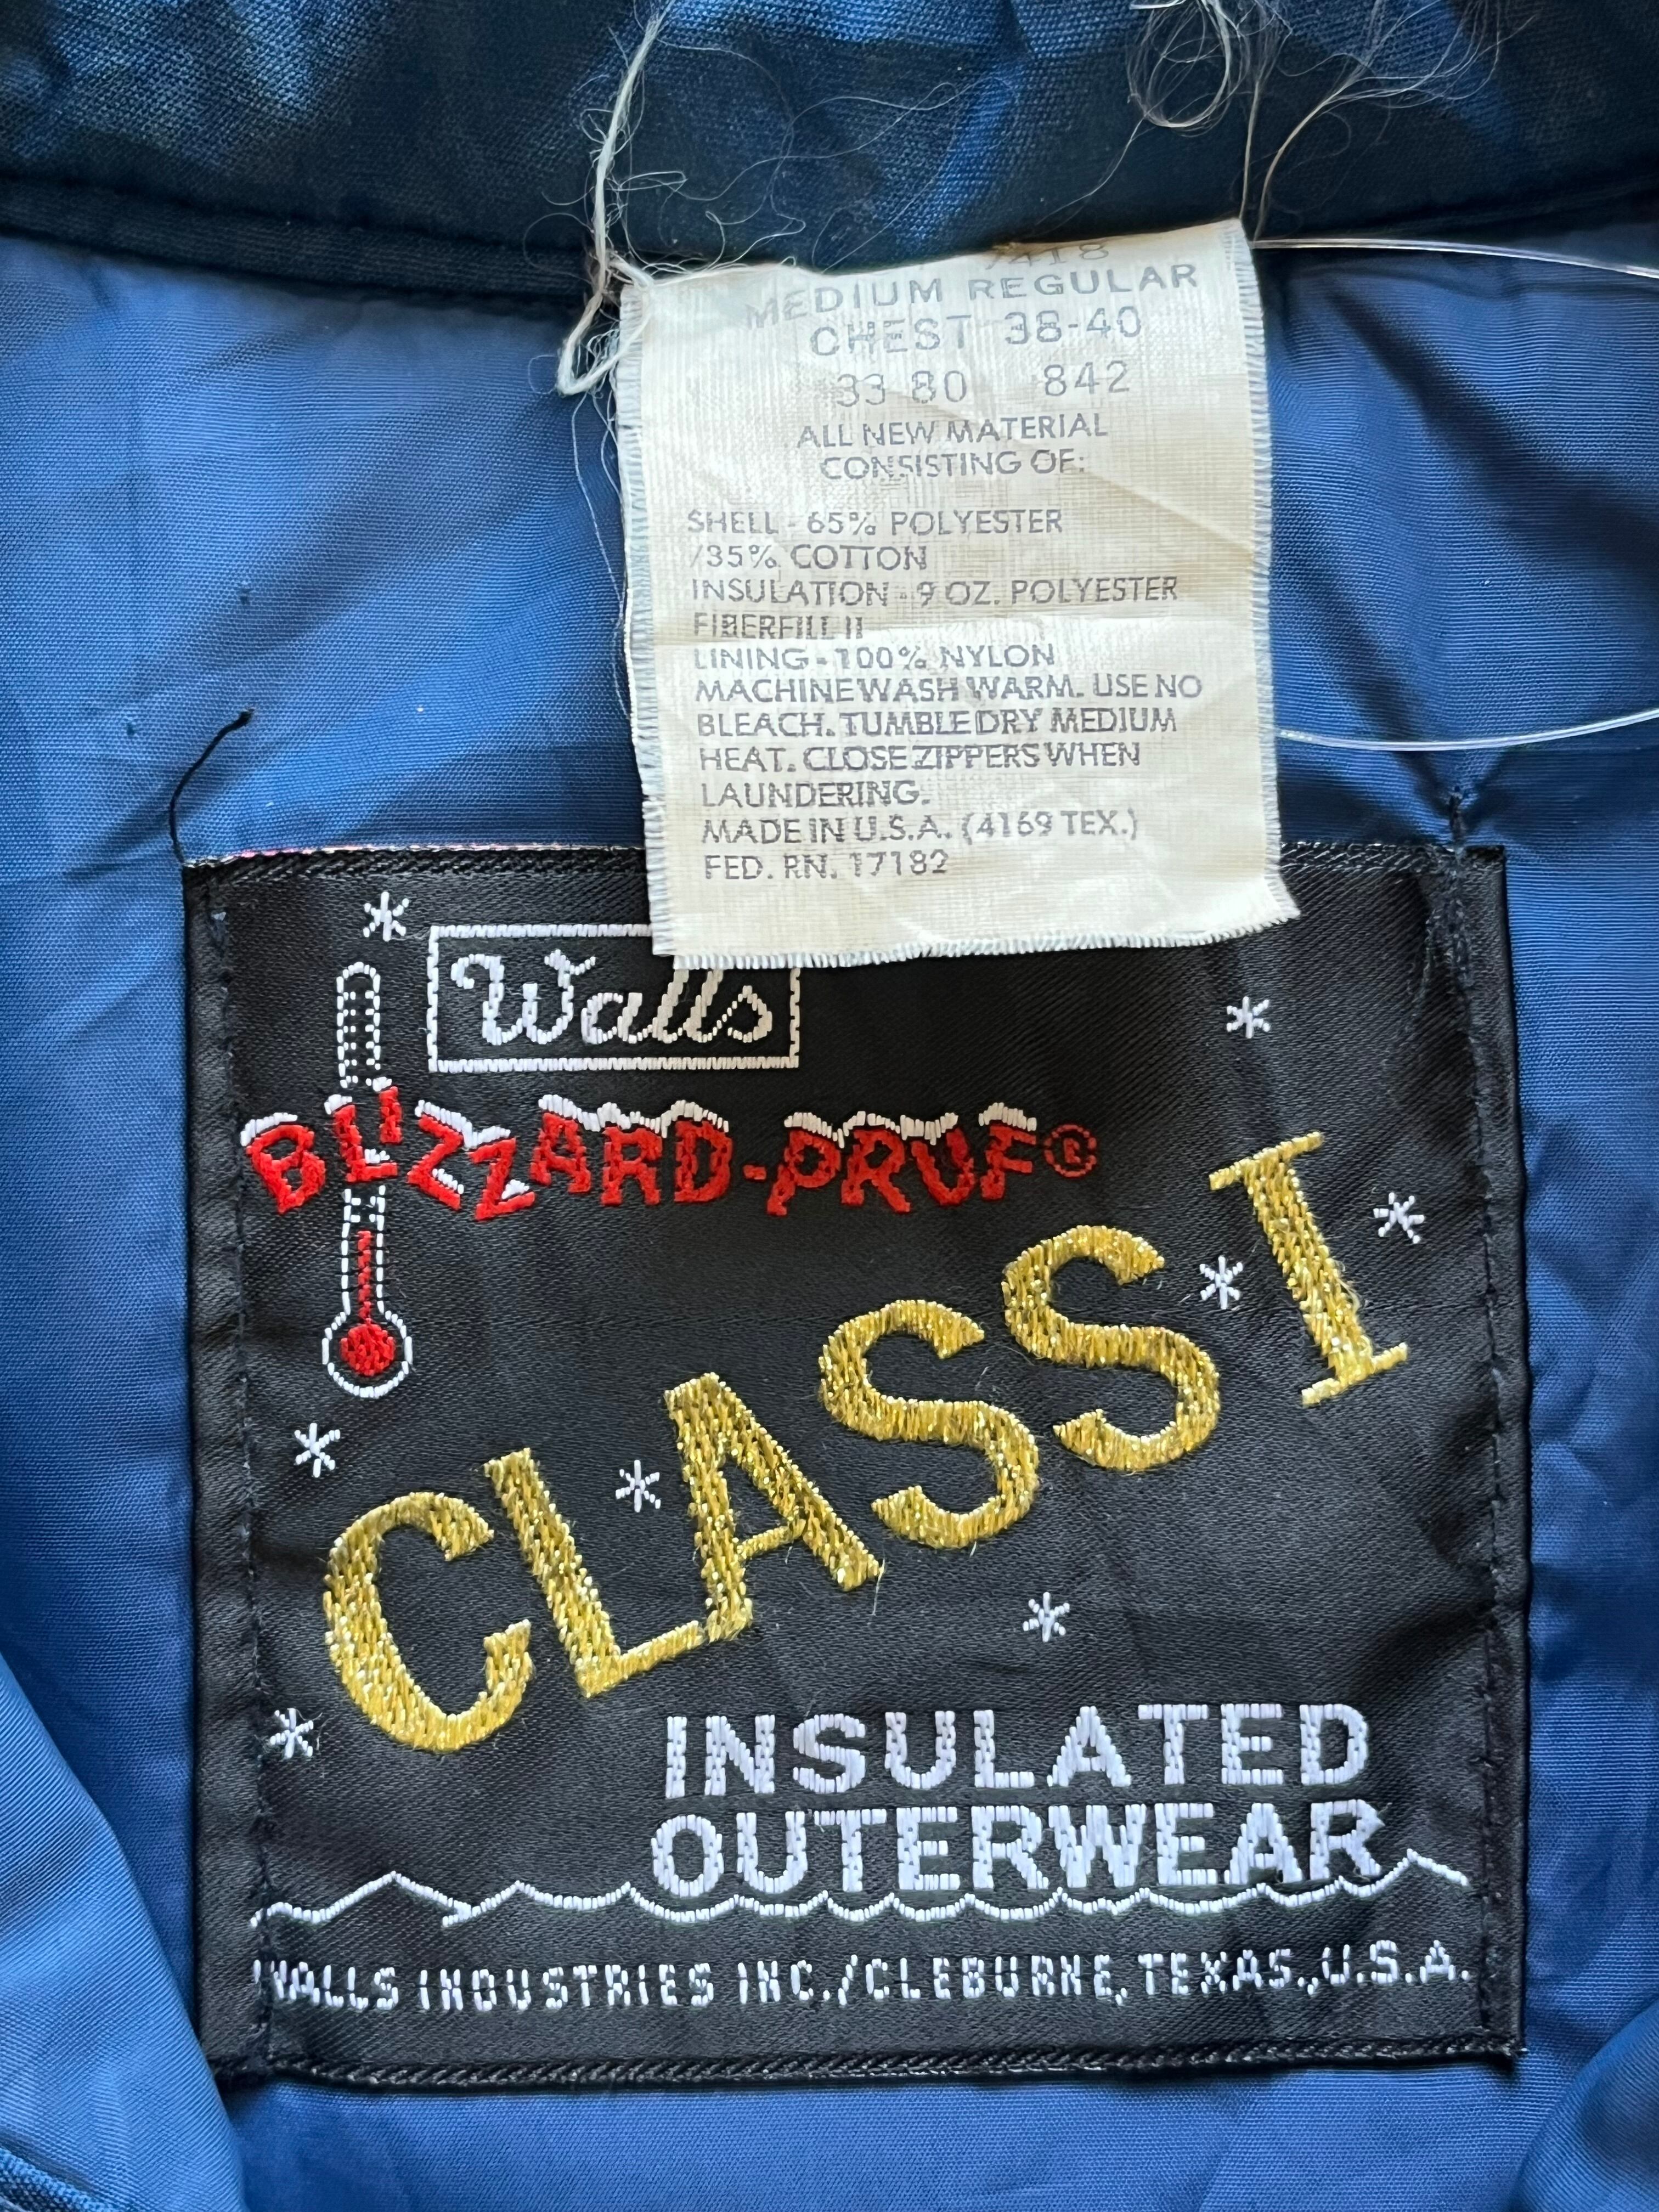 7418
MEDIUM REGULAR
CHEST 38-40
33 80 842
ALL NEW MATERIAL
CONSISTING OF:
SHELL - 65% POLYESTER
/35% COTTON
INSULATION - 9 OZ. POLYESTER
FIBERFILL II
LINING - 100% NYLON
MACHINE WASH WARM. USE NO
BLEACH. TUMBLE DRY MEDIUM
HEAT. CLOSE ZIPPERS WHEN
LAUNDERING.
MADE IN U.S.A. (4169 TEX.)
FED. RN. 17182
Walls
BLIZZARD-PRUF®
CLASS I
INSULATED
OUTERWEAR
WALLS INDUSTRIES INC./CLEBURNE, TEXAS., U.S.A.